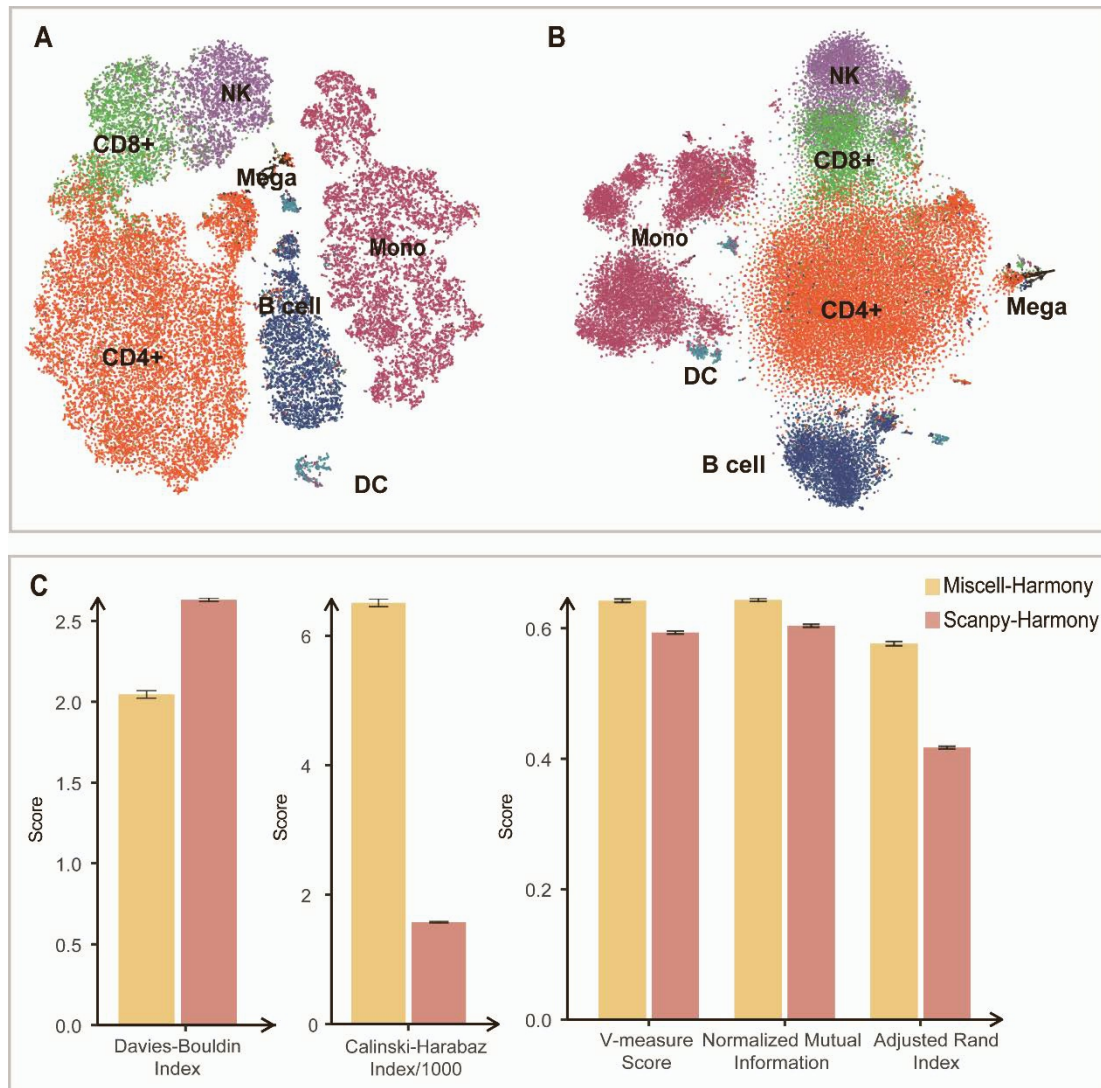 A
NK
CD8+
Mega
Mono
B cell
CD4+
DC
B
NK
CD8+
Mono
CD4+
Mega
DC
B cell
C
Miscell-Harmony
Scanpy-Harmony
Score
2.5
2.0
1.5
1.0
0.5
0.0
Davies-Bouldin
Index
Score
6
4
2
0
Calinski-Harabaz
Index/1000
Score
0.6
0.4
0.2
0.0
V-measure
Score
Normalized Mutual
Information
Adjusted Rand
Index